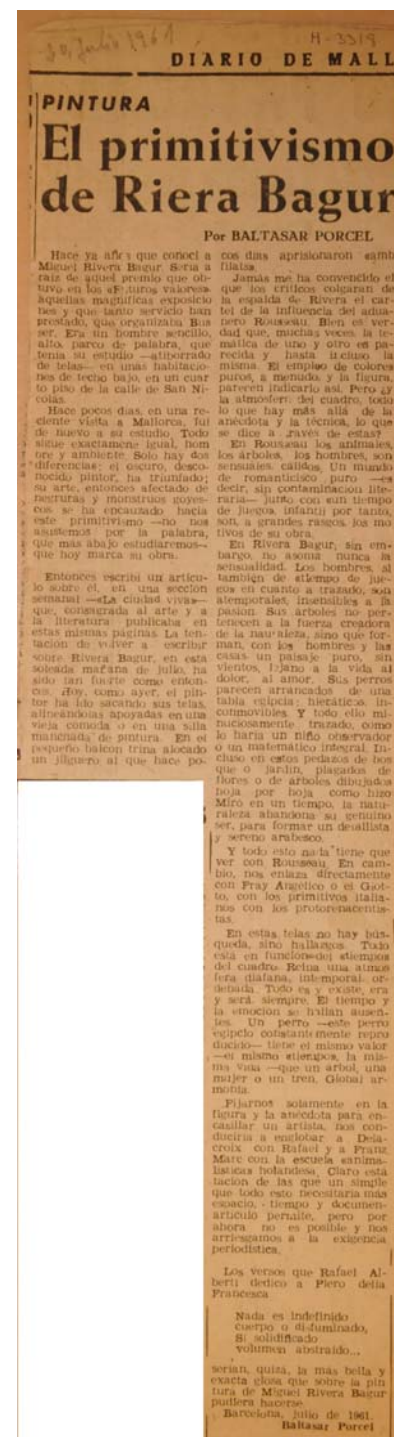 30, Julio 1961
H-3319
DIARIO DE MALL
PINTURA
El primitivismo
de Riera Bagur
Por BALTASAR PORCEL
Hace ya años que conocí a
Miguel Rivera Bagur. Sería a
raíz de aquel premio que ob-
tuvo en los «Futuros valores»
aquellas magníficas exposicio
nes y que tanto servicio han
prestado, que organizaba Bus
ser. Era un hombre sencillo,
alto, parco de palabra, que
tenía su estudio —atiborrado
de telas— en unas habitacio-
nes de techo bajo, en un cuar
to piso de la calle de San Ni-
colás.
Hace pocos días, en una re-
ciente visita a Mallorca, fui
de nuevo a su estudio. Todo
sigue exactamente igual, hom
bre y ambiente. Sólo hay dos
diferencias: el oscuro, desco-
nocido pintor, ha triunfado;
su arte, entonces afectado de
negruras y monstruos goyes-
cos se ha encauzado hacia
este primitivismo —no nos
asustemos por la palabra,
que más abajo estudiaremos—
que hoy marca su obra.
Entonces escribí un artícu-
lo sobre él, en una sección
semanal —«La ciudad viva»—
que, consagrada al arte y a
la literatura publicaba en
estas mismas páginas. La ten-
tación de volver a escribir
sobre Rivera Bagur, en esta
soleada mañana de julio, ha
sido tan fuerte como enton-
ces. Hoy, como ayer, el pin-
tor ha ido sacando sus telas,
alineándolas apoyadas en una
vieja cómoda o en una silla
manchada de pintura. En el
pequeño balcón trina alocado
un jilguero al que hace po-
cos días aprisionaron «amb
filats».
Jamás me ha convencido el
que los críticos colgaran de
la espalda de Rivera el car-
tel de la influencia del adua-
nero Rousseau. Bien es ver-
dad que, muchas veces, la te-
mática de uno y otro es pa-
recida y hasta incluso la
misma. El empleo de colores
puros, a menudo, y la figura,
parecen indicarlo así. Pero ¿y
la atmósfera del cuadro, todo
lo que hay más allá de la
anécdota y la técnica, lo que
se dice a través de estas?
En Rousseau los animales,
los árboles, los hombres, son
sensuales, cálidos. Un mundo
de romanticisco puro —es
decir, sin contaminación lite-
raria— junto con «un tiempo
de juego», infantil por tanto,
son, a grandes rasgos, los mo
tivos de su obra.
En Rivera Bagur, sin em-
bargo, no asoma nunca la
sensualidad. Los hombres, si
también de «tiempo de jue-
go» en cuanto a trazado, son
atemporales, insensibles a la
pasión. Sus árboles no per-
tenecen a la fuerza creadora
de la naturaleza, sino que for-
man, con los hombres y las
casas un paisaje puro, sin
vientos, lejano a la vida al
dolor, al amor. Sus perros
parecen arrancados de una
tabla egipcia: hieráticos, in-
conmovibles. Y todo ello mi-
nuciosamente trazado, como
lo haría un niño observador
o un matemático integral. In-
cluso en estos pedazos de bos
que o jardín, plagados de
flores o de árboles dibujados
hoja por hoja como hizo
Miró en un tiempo, la natu-
raleza abandona su genuino
ser, para formar un detallista
y sereno arabesco.
Y todo esto nada tiene que
ver con Rousseau. En cam-
bio, nos enlaza directamente
con Fray Angélico o el Giot-
to, con los primitivos italia-
nos con los protorenacentis-
tas.
En estas telas no hay bús-
queda, sino hallazgos. Todo
está en función del «tiempo»
del cuadro. Reina una atmos
fera diáfana, intemporal, or-
denada. Todo es y existe, era
y será, siempre. El tiempo y
la emoción se hallan ausen-
tes. Un perro —este perro
egipcio constantemente repro
ducido— tiene el mismo valor
—el mismo «tiempo», la mis-
ma vida —que un árbol, una
mujer o un tren. Global ar-
monía.
Fijarnos solamente en la
figura y la anécdota para en-
casillar un artista, nos con-
duciría a englobar a Dela-
croix con Rafael y a Franz
Marc con la escuela «anima-
lística» holandesa. Claro está
tación de las que un simple
que todo esto necesitaría más
espacio, tiempo y documen-
artículo permite, pero por
ahora no es posible y nos
arriesgamos a la exigencia
periodística.
Los versos que Rafael Al-
berti dedicó a Piero della
Francesca
Nada es indefinido
cuerpo o difuminado,
Si solidificado
volumen abstraído...
serían, quizá, la más bella y
exacta glosa que sobre la pin
tura de Miguel Rivera Bagur
pudiera hacerse.
Barcelona, julio de 1961.
Baltasar Porcel